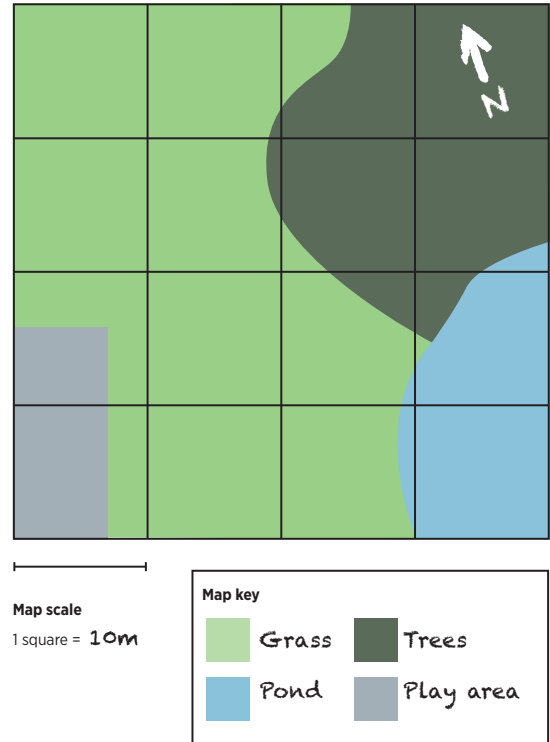 N
Map scale
1 square = 10m
Map key
Grass
Trees
Pond
Play area